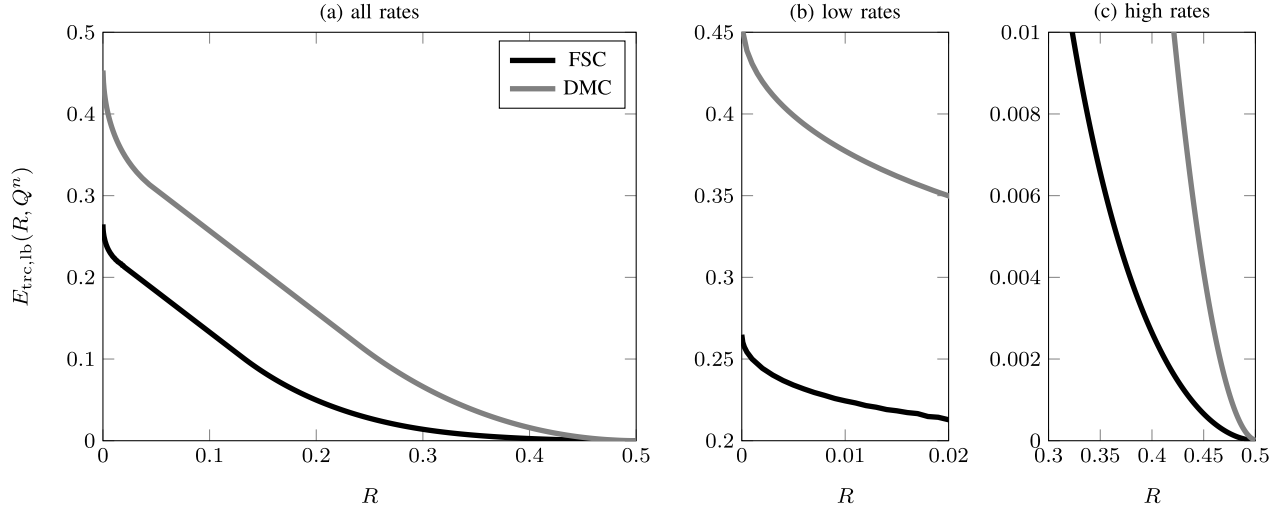 (a) all rates
(b) low rates
(c) high rates
FSC
DMC
E_trc,lb(R, Q^n)
0.5
0.4
0.3
0.2
0.1
0
0 0.1 0.2 0.3 0.4 0.5
R
0.45
0.4
0.35
0.3
0.25
0.2
0 0.01 0.02
R
0.01
0.008
0.006
0.004
0.002
0
0.3 0.35 0.4 0.45 0.5
R